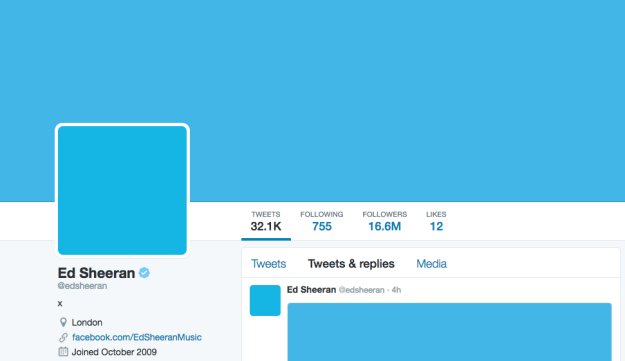 TWEETS FOLLOWING FOLLOWERS LIKES
32.1K 755 16.6M 12
Tweets Tweets & replies Media
Ed Sheeran
@edsheeran
x
London
facebook.com/EdSheeranMusic
Joined October 2009
Ed Sheeran @edsheeran · 4h